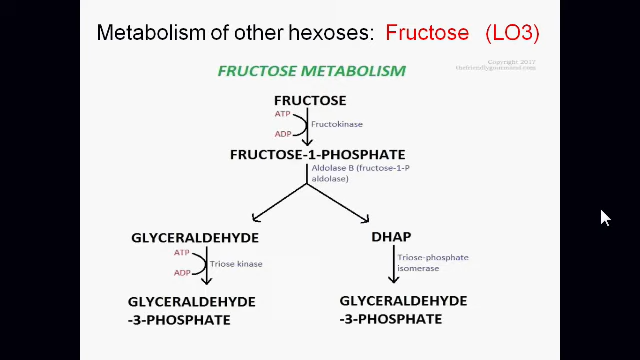 Metabolism of other hexoses: Fructose (LO3)
FRUCTOSE METABOLISM
Copyright 2017
FRUCTOSE
ATP
Fructokinase
ADP
FRUCTOSE-1-PHOSPHATE
Aldolase B (fructose-1-P
aldolase)
GLYCERALDEHYDE
DHAP
ATP
Triose kinase
ADP
Triose-phosphate
isomerase
GLYCERALDEHYDE
-3-PHOSPHATE
GLYCERALDEHYDE
-3-PHOSPHATE